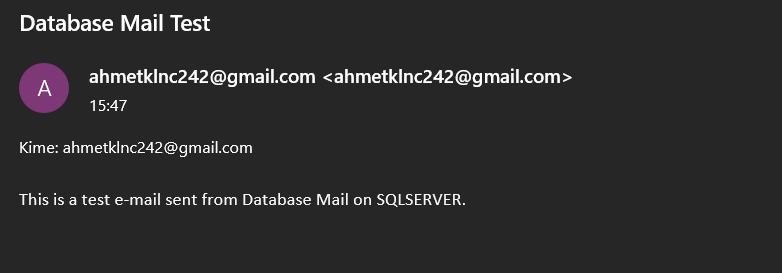 Database Mail Test
A
ahmetklnc242@gmail.com <ahmetklnc242@gmail.com>
15:47
Kime: ahmetklnc242@gmail.com
This is a test e-mail sent from Database Mail on SQLSERVER.